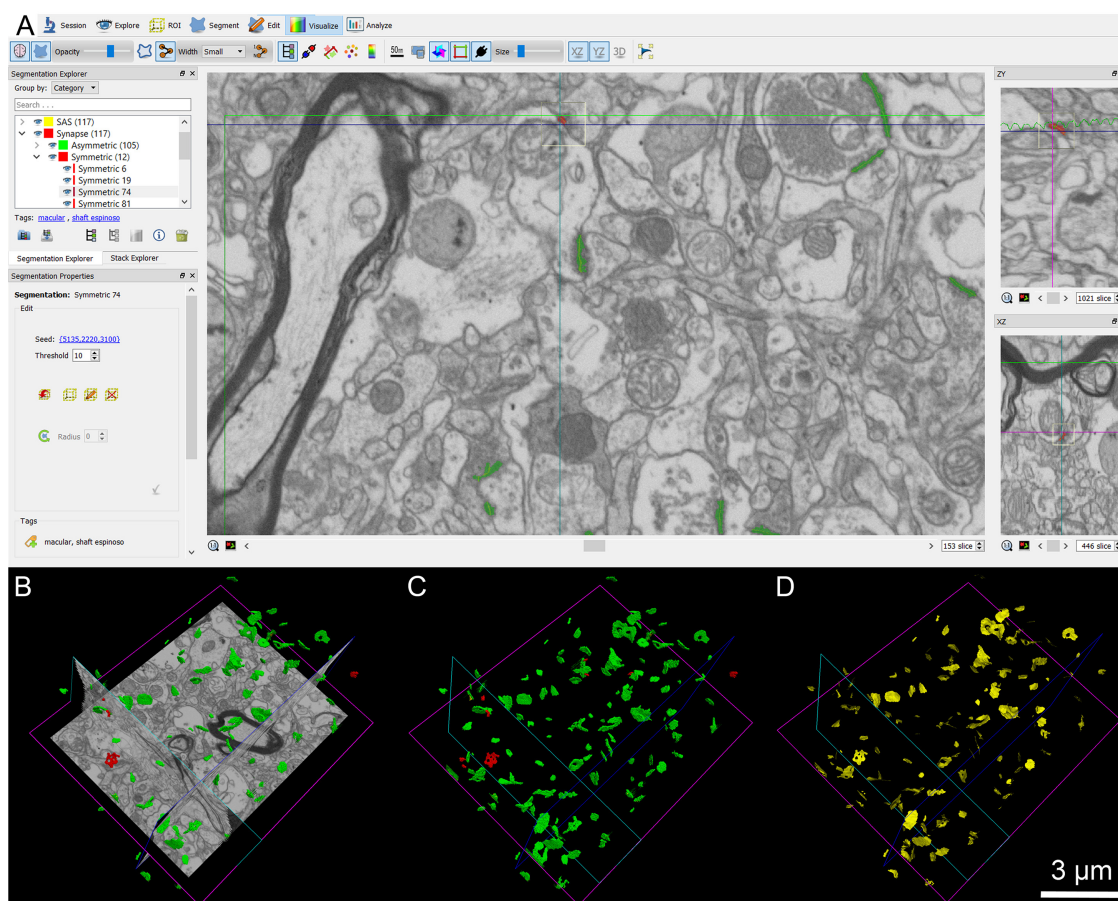 A
Session Explore ROI Segment Edit Visualize Analyze
Opacity Width Small 50m Size XZ YZ 3D
Segmentation Explorer
Group by: Category
Search . . .
SAS (117)
Synapse (117)
Asymmetric (105)
Symmetric (12)
Symmetric 6
Symmetric 19
Symmetric 74
Symmetric 81
Tags: macular , shaft espinoso
Segmentation Explorer Stack Explorer
Segmentation Properties
Segmentation: Symmetric 74
Edit
Seed: {5135,2220,3100}
Threshold 10
Radius 0
Tags
macular, shaft espinoso
153 slice
ZY
1021 slice
XZ
446 slice
B
C
D
3 µm